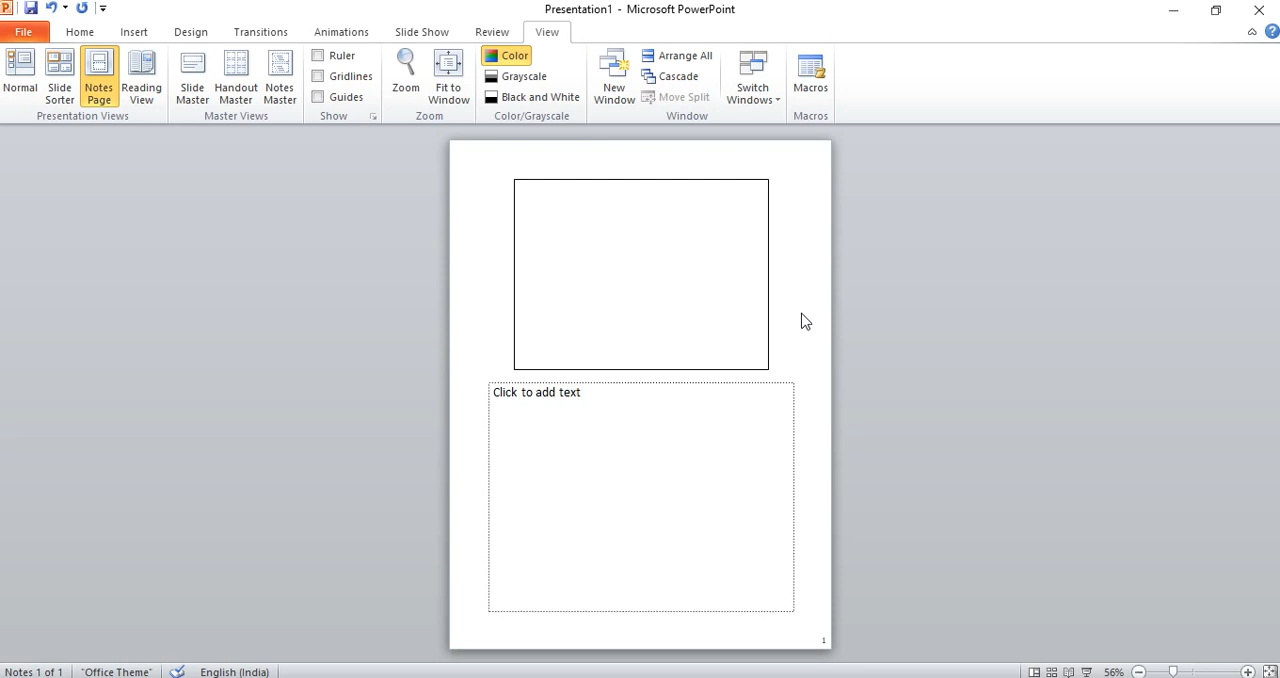 Presentation1 - Microsoft PowerPoint
File Home Insert Design Transitions Animations Slide Show Review View
Normal Slide Sorter Notes Page Reading View
Presentation Views
Slide Master Handout Master Notes Master
Master Views
Ruler
Gridlines
Guides
Show
Zoom Fit to Window
Zoom
Color
Grayscale
Black and White
Color/Grayscale
New Window
Arrange All
Cascade
Move Split
Switch Windows
Window
Macros
Macros
Click to add text
1
Notes 1 of 1 "Office Theme" English (India) 56%